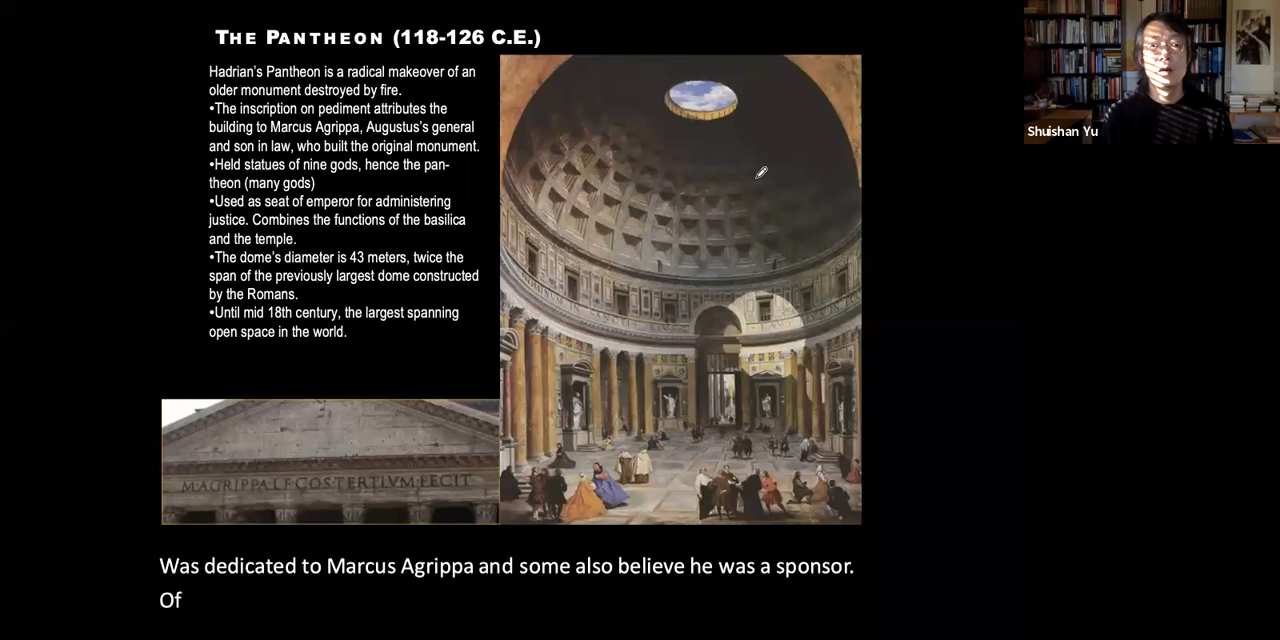 THE PANTHEON (118-126 C.E.)
Hadrian's Pantheon is a radical makeover of an
older monument destroyed by fire.
•The inscription on pediment attributes the
building to Marcus Agrippa, Augustus's general
and son in law, who built the original monument.
•Held statues of nine gods, hence the pan-
theon (many gods)
•Used as seat of emperor for administering
justice. Combines the functions of the basilica
and the temple.
•The dome's diameter is 43 meters, twice the
span of the previously largest dome constructed
by the Romans.
•Until mid 18th century, the largest spanning
open space in the world.
M·AGRIPPA·L·F·COS·TERTIVM·FECIT
Shuishan Yu
Was dedicated to Marcus Agrippa and some also believe he was a sponsor.
Of